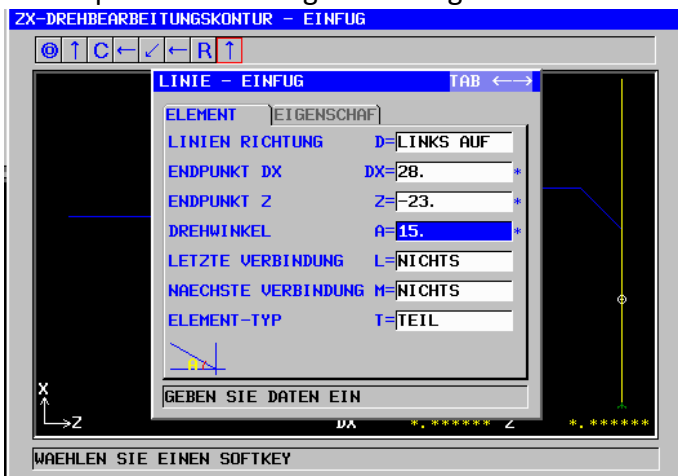 ZX-DREHBEARBEITUNGSKONTUR - EINFUG
C R
LINIE - EINFUG TAB ←→
ELEMENT EIGENSCHAF
LINIEN RICHTUNG D=LINKS AUF
ENDPUNKT DX DX=28. *
ENDPUNKT Z Z=-23. *
DREHWINKEL A=15. *
LETZTE VERBINDUNG L=NICHTS
NAECHSTE VERBINDUNG M=NICHTS
ELEMENT-TYP T=TEIL
A
GEBEN SIE DATEN EIN
X
Z DX *.****** Z *.******
WAEHLEN SIE EINEN SOFTKEY